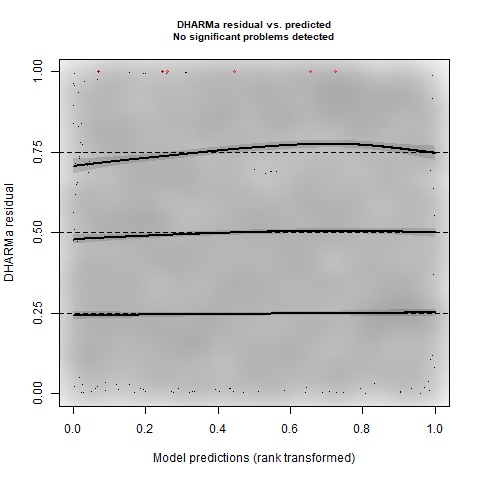 DHARMa residual vs. predicted
No significant problems detected
1.00
0.75
0.50
0.25
0.00
DHARMa residual
0.0 0.2 0.4 0.6 0.8 1.0
Model predictions (rank transformed)